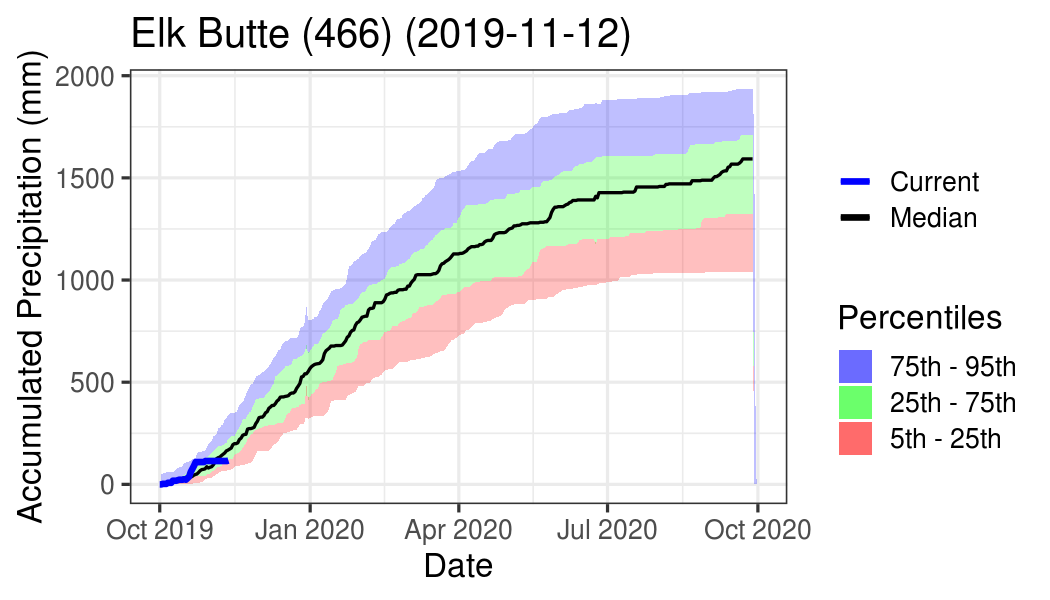 Elk Butte (466) (2019-11-12)
Accumulated Precipitation (mm)
2000
1500
1000
500
0
Oct 2019
Jan 2020
Apr 2020
Jul 2020
Oct 2020
Date
Current
Median
Percentiles
75th - 95th
25th - 75th
5th - 25th